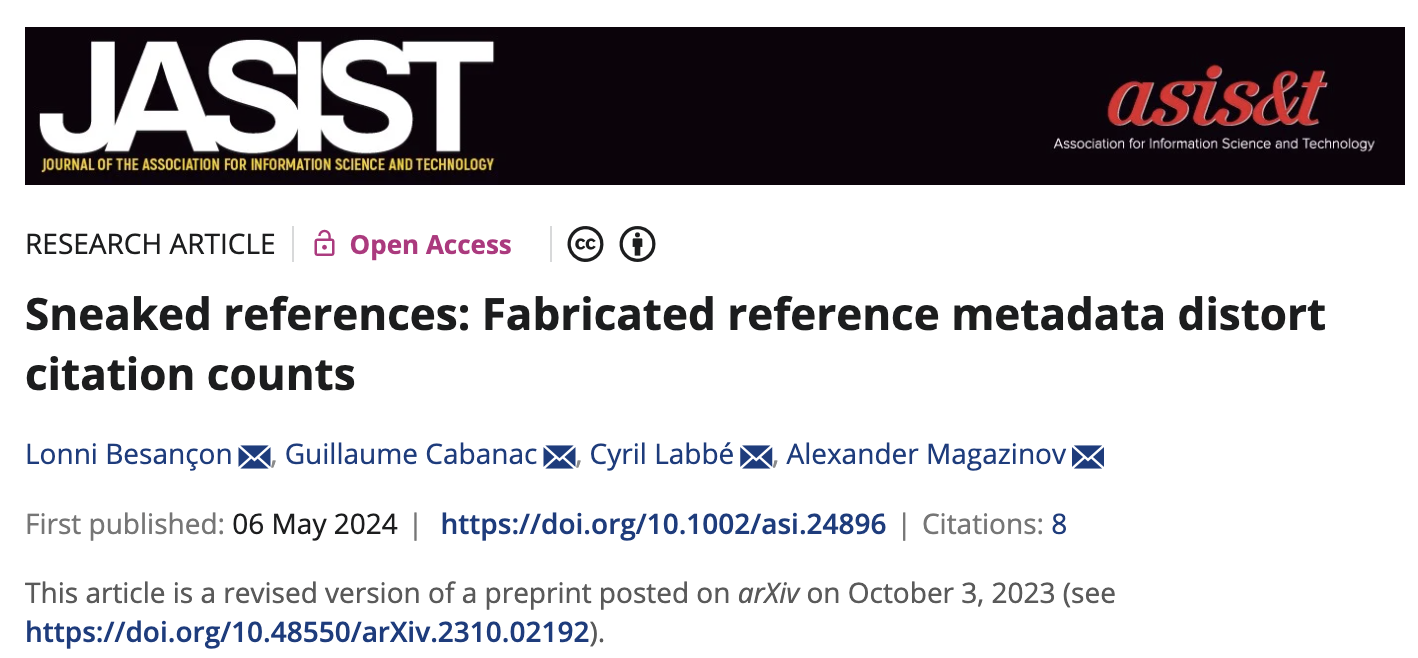 JASIST
JOURNAL OF THE ASSOCIATION FOR INFORMATION SCIENCE AND TECHNOLOGY
asis&t
Association for Information Science and Technology
RESEARCH ARTICLE Open Access cc
Sneaked references: Fabricated reference metadata distort
citation counts
Lonni Besançon, Guillaume Cabanac, Cyril Labbé, Alexander Magazinov
First published: 06 May 2024 | https://doi.org/10.1002/asi.24896 | Citations: 8
This article is a revised version of a preprint posted on arXiv on October 3, 2023 (see
https://doi.org/10.48550/arXiv.2310.02192).